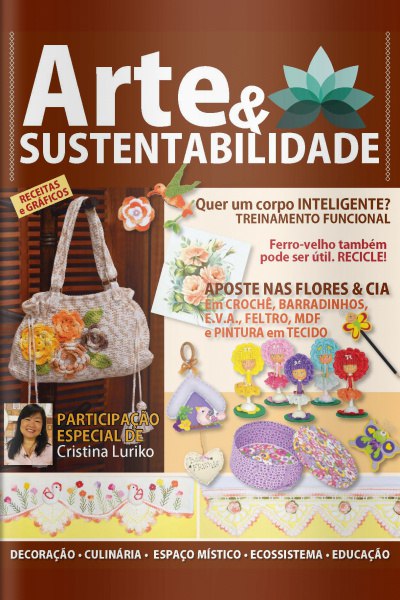 Arte &
SUSTENTABILIDADE
RECEITAS
e GRÁFICOS
Quer um corpo INTELIGENTE?
TREINAMENTO FUNCIONAL
Ferro-velho também
pode ser útil. RECICLE!
APOSTE NAS FLORES & CIA
Em CROCHÊ, BARRADINHOS,
E.V.A., FELTRO, MDF
e PINTURA em TECIDO
PARTICIPAÇÃO
ESPECIAL DE
Cristina Luriko
DECORAÇÃO • CULINÁRIA • ESPAÇO MÍSTICO • ECOSSISTEMA • EDUCAÇÃO